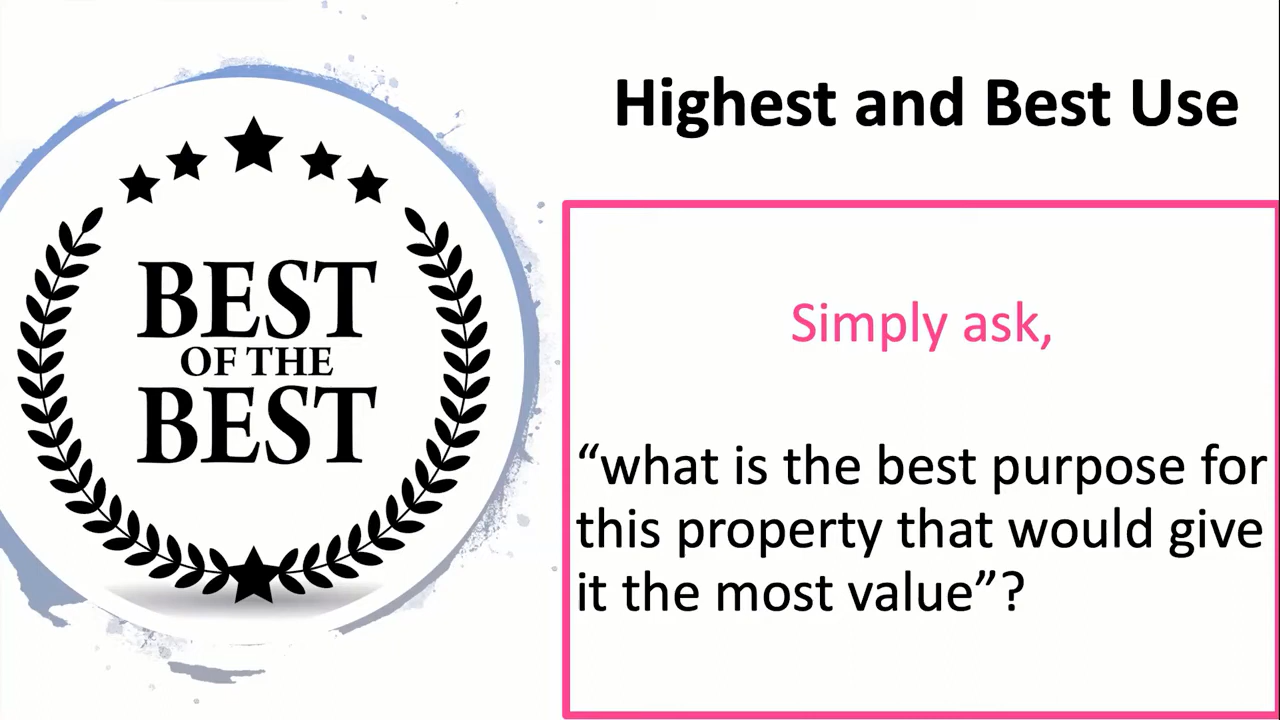 BEST
OF THE
BEST
Highest and Best Use
Simply ask,
“what is the best purpose for
this property that would give
it the most value”?